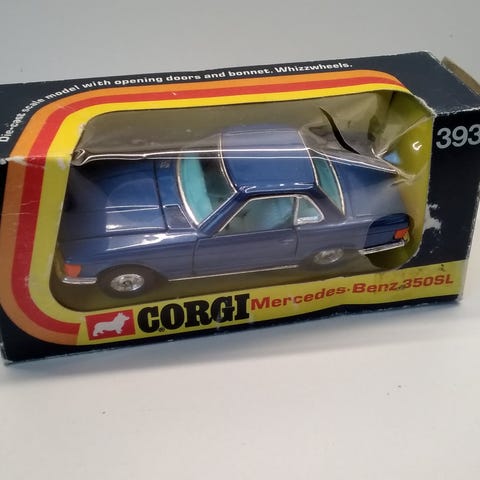 Die-cast scale model with opening doors and bonnet. Whizzwheels.
393
CORGI Mercedes-Benz 350SL